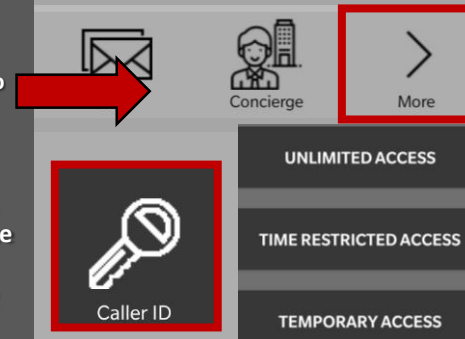 Concierge
More
UNLIMITED ACCESS
TIME RESTRICTED ACCESS
Caller ID
TEMPORARY ACCESS